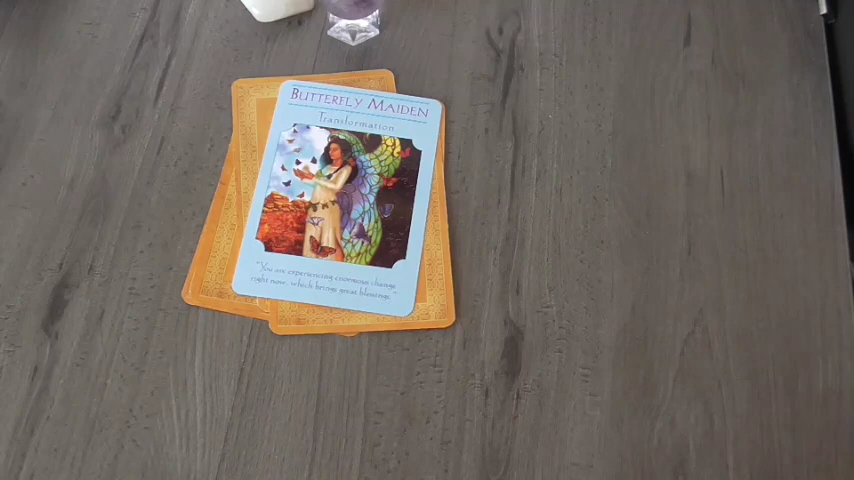 BUTTERFLY MAIDEN
Transformation
"You are experiencing enormous change
right now, which brings great blessings."